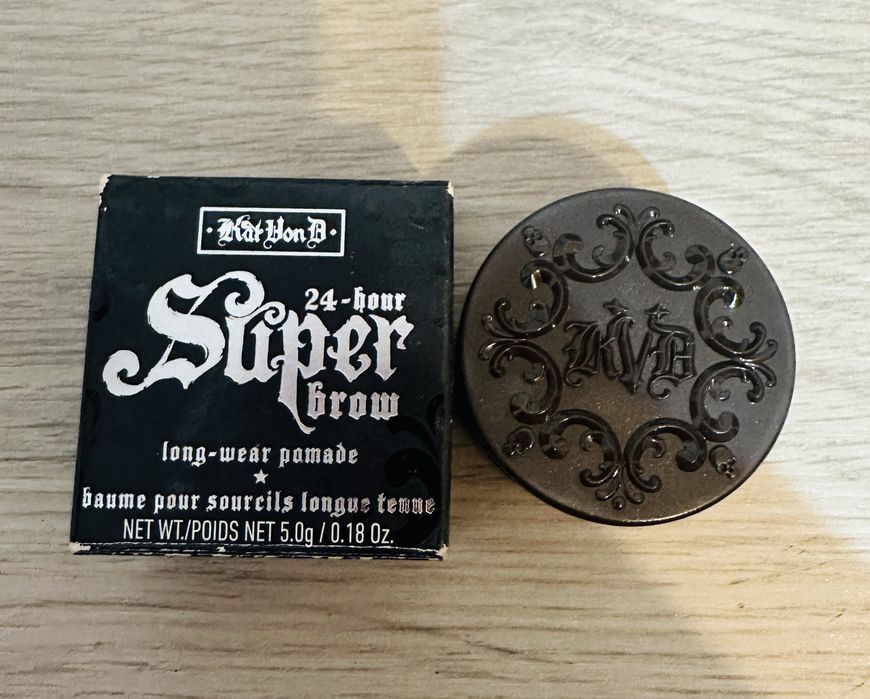 ·Kat Von D·
24-hour
Super
brow
long-wear pomade
baume pour sourcils longue tenue
NET WT./POIDS NET 5.0g / 0.18 Oz.
KVD